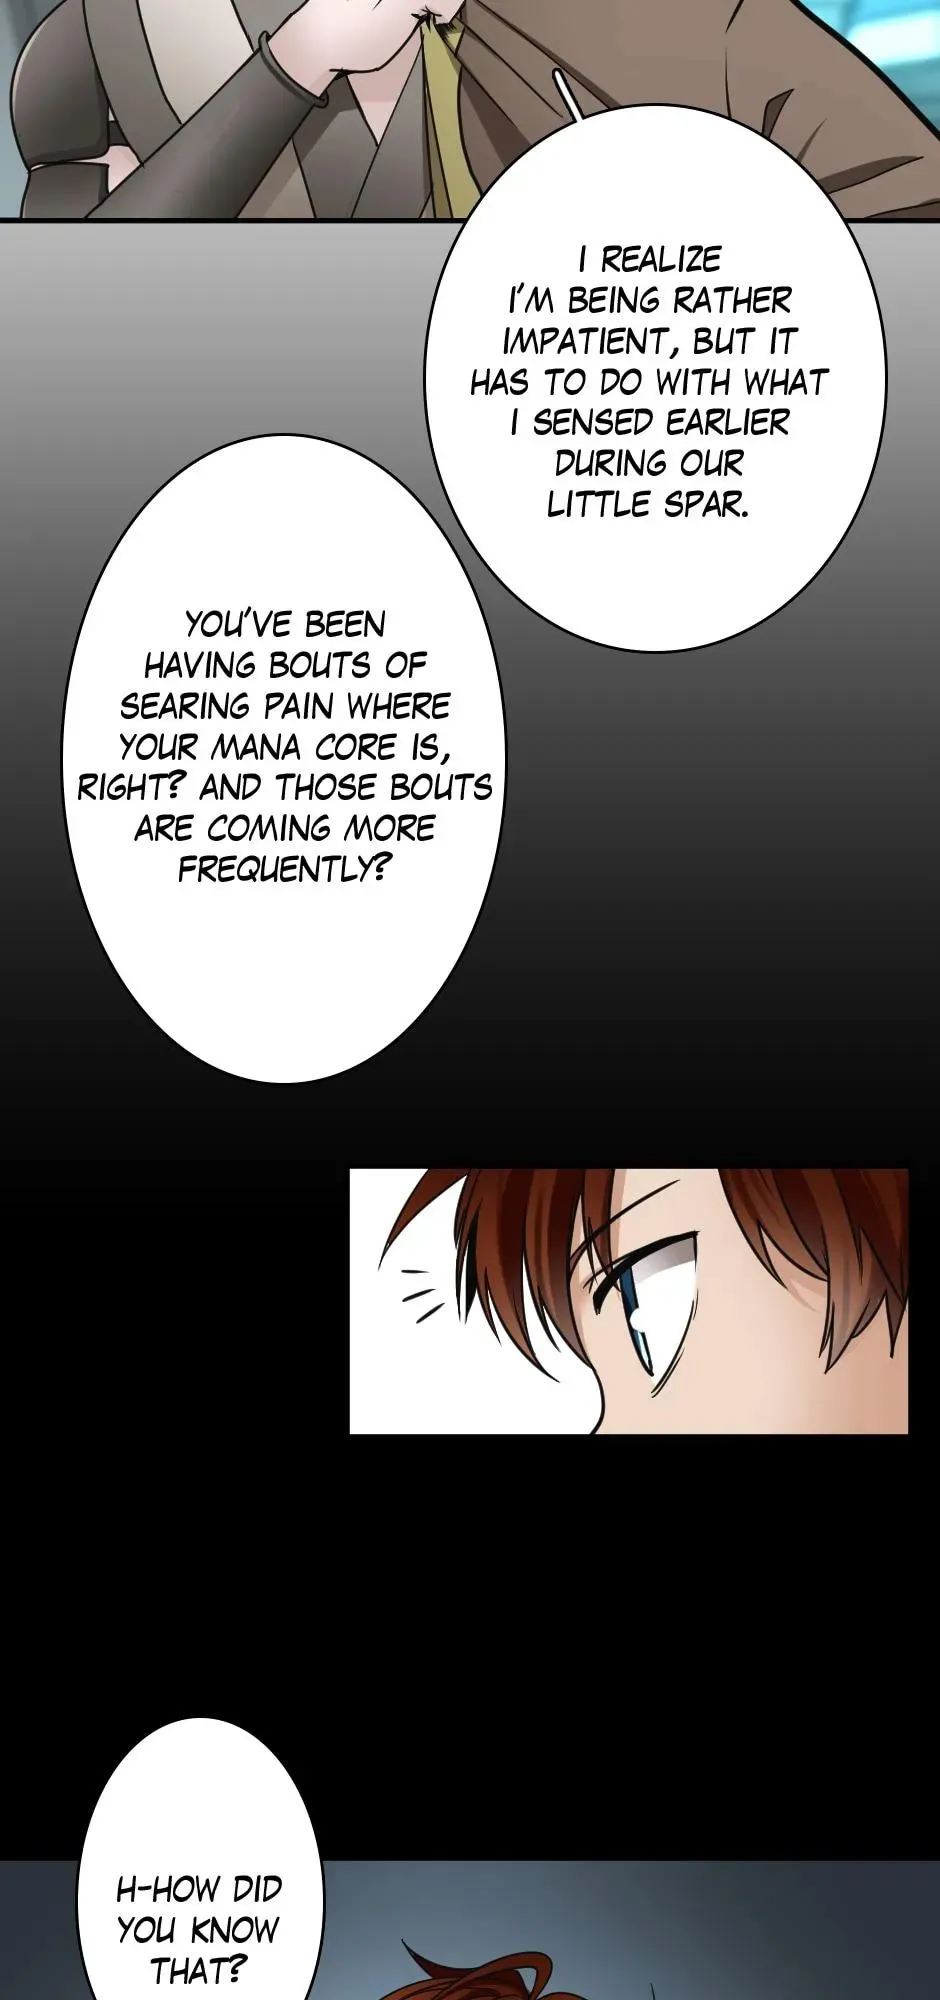 I REALIZE
I'M BEING RATHER
IMPATIENT, BUT IT
HAS TO DO WITH WHAT
I SENSED EARLIER
DURING OUR
LITTLE SPAR.
YOU'VE BEEN
HAVING BOUTS OF
SEARING PAIN WHERE
YOUR MANA CORE IS,
RIGHT? AND THOSE BOUTS
ARE COMING MORE
FREQUENTLY?
H-HOW DID
YOU KNOW
THAT?